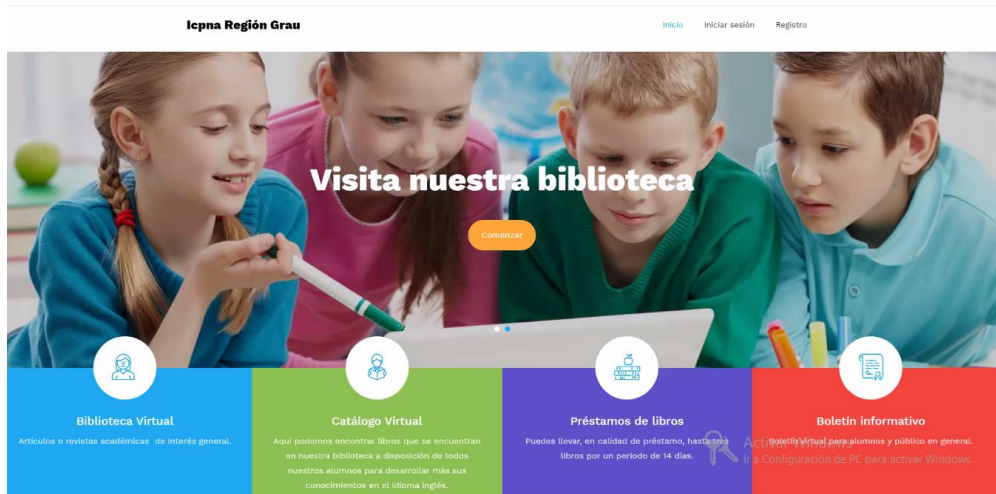 Icpna Región Grau
Inicio
Iniciar sesión
Registro
Visita nuestra biblioteca
Comenzar
Biblioteca Virtual
Artículos o revistas académicas de interés general.
Catálogo Virtual
Aquí podemos encontrar libros que se encuentran
en nuestra biblioteca a disposición de todos
nuestros alumnos para desarrollar más sus
conocimientos en el idioma inglés.
Préstamos de libros
Puedes llevar, en calidad de préstamo, hasta tres
libros por un periodo de 14 días.
Boletín informativo
Boletín Virtual para alumnos y público en general.
Activar Windows
Ir a Configuración de PC para activar Windows.